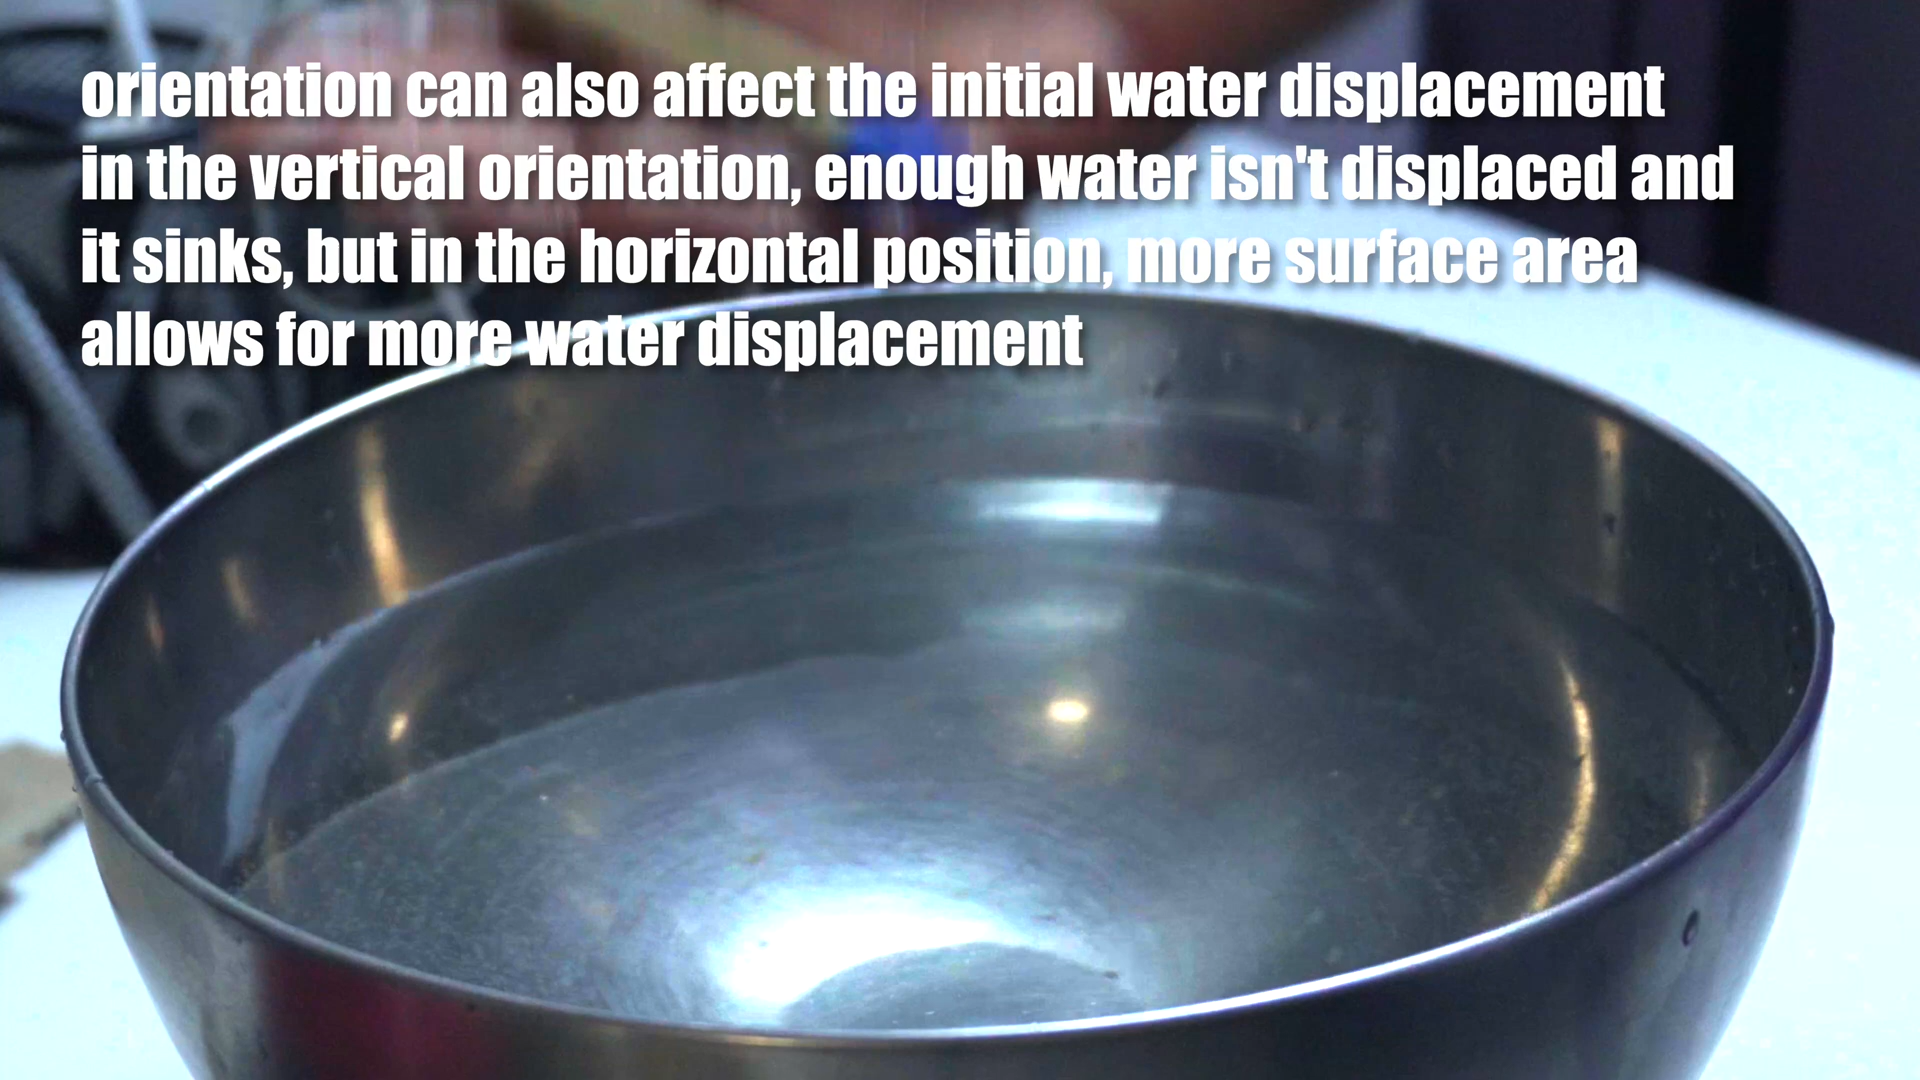 orientation can also affect the initial water displacement
in the vertical orientation, enough water isn't displaced and
it sinks, but in the horizontal position, more surface area
allows for more water displacement